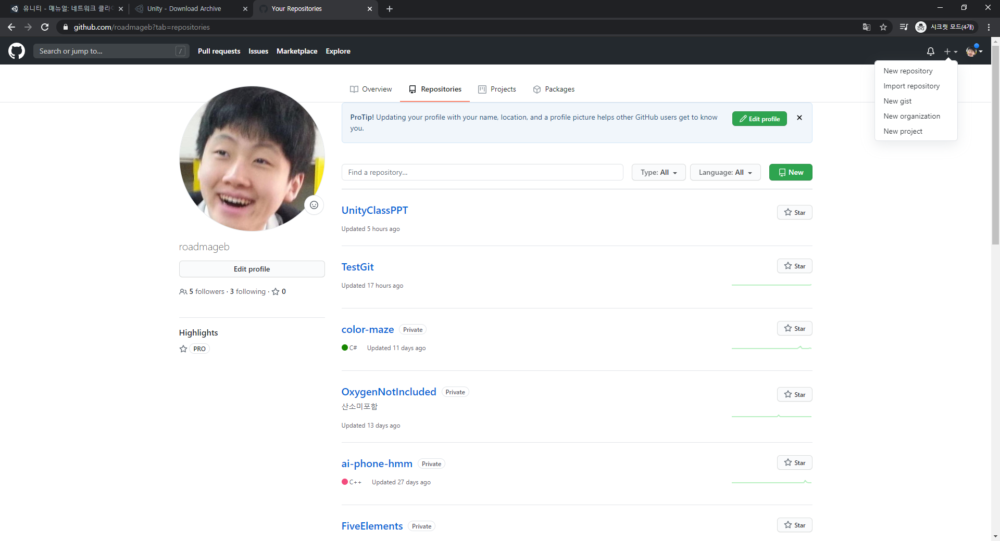 유니티 - 매뉴얼: 네트워크 클라이
Unity - Download Archive
Your Repositories
github.com/roadmageb?tab=repositories
시크릿 모드(4개)
Search or jump to...
/
Pull requests
Issues
Marketplace
Explore
New repository
Import repository
New gist
New organization
New project
Overview
Repositories
Projects
Packages
ProTip! Updating your profile with your name, location, and a profile picture helps other GitHub users get to know
you.
Edit profile
Find a repository...
Type: All
Language: All
New
roadmageb
Edit profile
5 followers · 3 following · 0
Highlights
PRO
UnityClassPPT
Star
Updated 5 hours ago
TestGit
Star
Updated 17 hours ago
color-maze Private
Star
C# Updated 11 days ago
OxygenNotIncluded Private
Star
산소미포함
Updated 13 days ago
ai-phone-hmm Private
Star
C++ Updated 27 days ago
FiveElements Private
Star